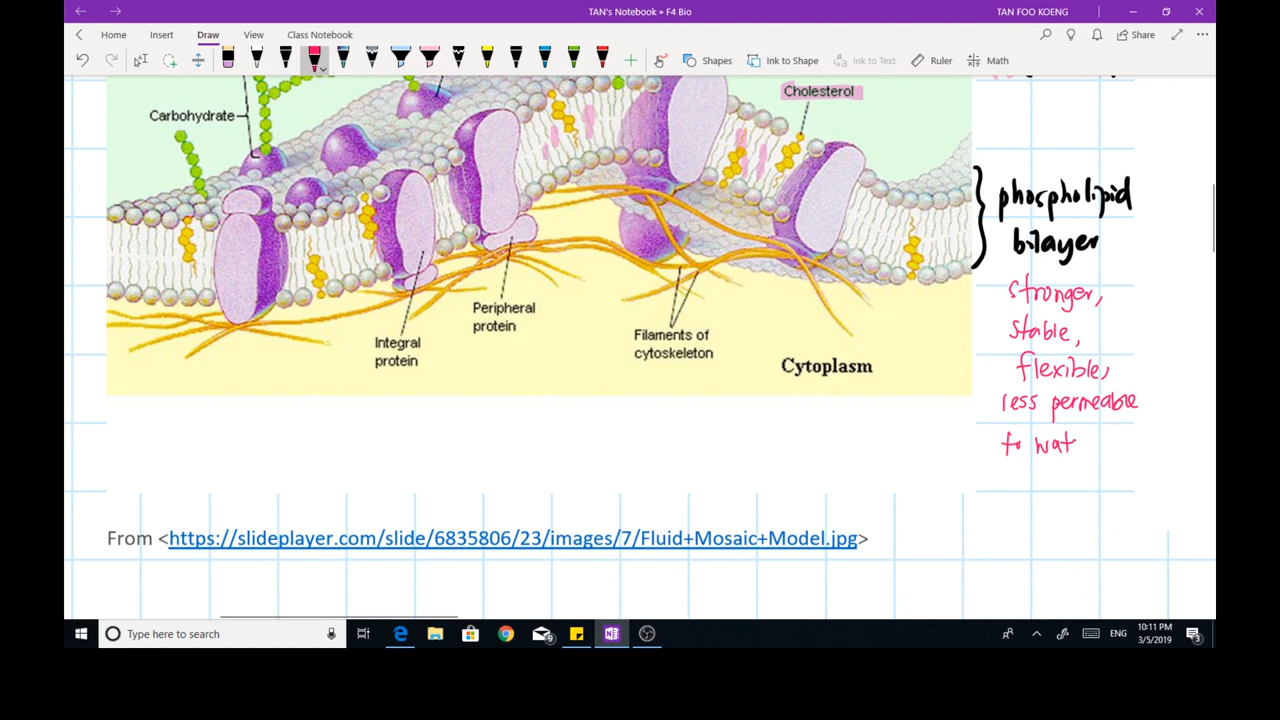 TAN's Notebook » F4 Bio
TAN FOO KOENG
Home Insert Draw View Class Notebook
Share
Shapes Ink to Shape Ink to Text Ruler Math
Cholesterol
Carbohydrate
phospholipid
bilayer
stronger,
stable,
flexible,
less permeable
to wat
Peripheral
protein
Integral
protein
Filaments of
cytoskeleton
Cytoplasm
From <https://slideplayer.com/slide/6835806/23/images/7/Fluid+Mosaic+Model.jpg>
Type here to search
9
ENG
10:11 PM
3/5/2019
3